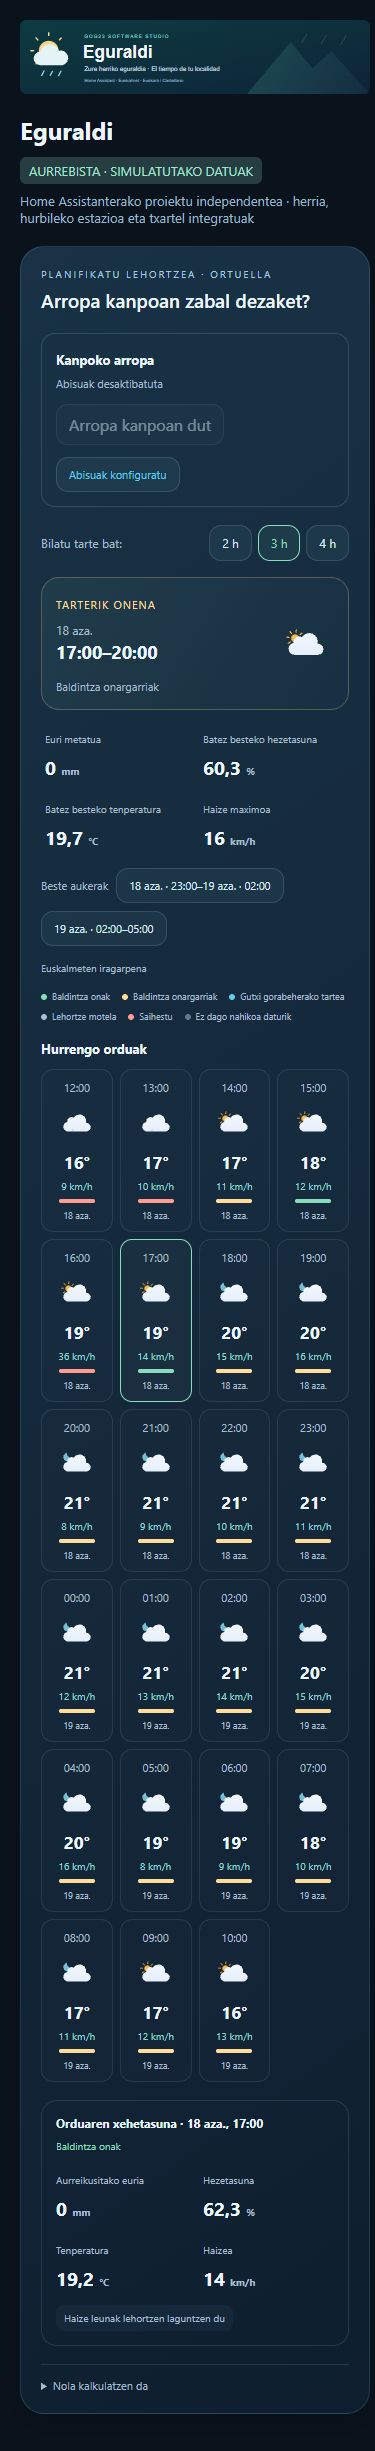 GOG23 SOFTWARE STUDIO
Eguraldi
Zure herriko eguraldia · El tiempo de tu localidad
Home Assistant · Euskalmet · Euskara / Castellano
Eguraldi
AURREBISTA · SIMULATUTAKO DATUAK
Home Assistanterako proiektu independentea · herria,
hurbileko estazioa eta txartel integratuak
PLANIFIKATU LEHORTZEA · ORTUELLA
Arropa kanpoan zabal dezaket?
Kanpoko arropa
Abisuak desaktibatuta
Arropa kanpoan dut
Abisuak konfiguratu
Bilatu tarte bat: 2 h 3 h 4 h
TARTERIK ONENA
18 aza.
17:00–20:00
Baldintza onargarriak
Euri metatua Batez besteko hezetasuna
0 mm 60,3 %
Batez besteko tenperatura Haize maximoa
19,7 °C 16 km/h
Beste aukerak 18 aza. · 23:00–19 aza. · 02:00
19 aza. · 02:00–05:00
Euskalmeten iragarpena
Baldintza onak Baldintza onargarriak Gutxi gorabeherako tartea
Lehortze motela Saihestu Ez dago nahikoa daturik
Hurrengo orduak
12:00 13:00 14:00 15:00
16° 17° 17° 18°
9 km/h 10 km/h 11 km/h 12 km/h
18 aza. 18 aza. 18 aza. 18 aza.
16:00 17:00 18:00 19:00
19° 19° 20° 20°
36 km/h 14 km/h 15 km/h 16 km/h
18 aza. 18 aza. 18 aza. 18 aza.
20:00 21:00 22:00 23:00
21° 21° 21° 21°
8 km/h 9 km/h 10 km/h 11 km/h
18 aza. 18 aza. 18 aza. 18 aza.
00:00 01:00 02:00 03:00
21° 21° 21° 20°
12 km/h 13 km/h 14 km/h 15 km/h
19 aza. 19 aza. 19 aza. 19 aza.
04:00 05:00 06:00 07:00
20° 19° 19° 18°
16 km/h 8 km/h 9 km/h 10 km/h
19 aza. 19 aza. 19 aza. 19 aza.
08:00 09:00 10:00
17° 17° 16°
11 km/h 12 km/h 13 km/h
19 aza. 19 aza. 19 aza.
Orduaren xehetasuna · 18 aza., 17:00
Baldintza onak
Aurreikusitako euria Hezetasuna
0 mm 62,3 %
Tenperatura Haizea
19,2 °C 14 km/h
Haize leunak lehortzen laguntzen du
Nola kalkulatzen da